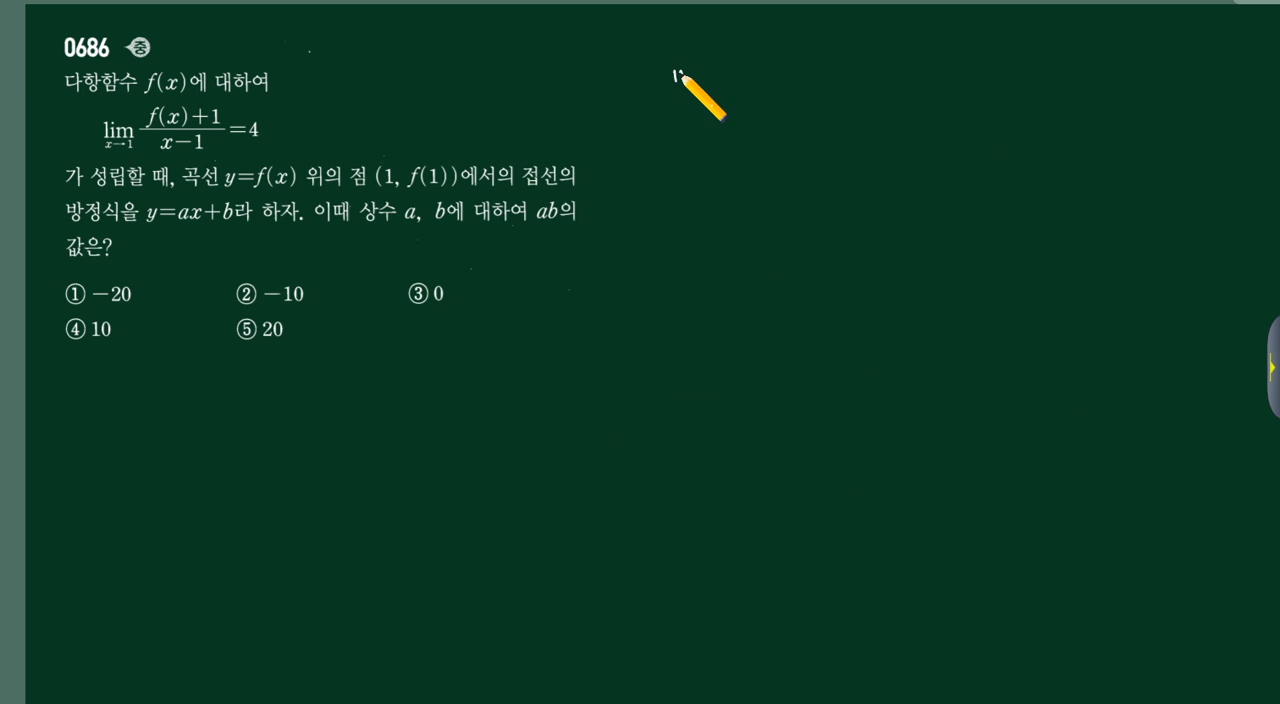 0686 중
다항함수 f(x)에 대하여
lim x→1 f(x)+1 / x−1 =4
가 성립할 때, 곡선 y=f(x) 위의 점 (1, f(1))에서의 접선의
방정식을 y=ax+b라 하자. 이때 상수 a, b에 대하여 ab의
값은?
① −20 ② −10 ③ 0
④ 10 ⑤ 20